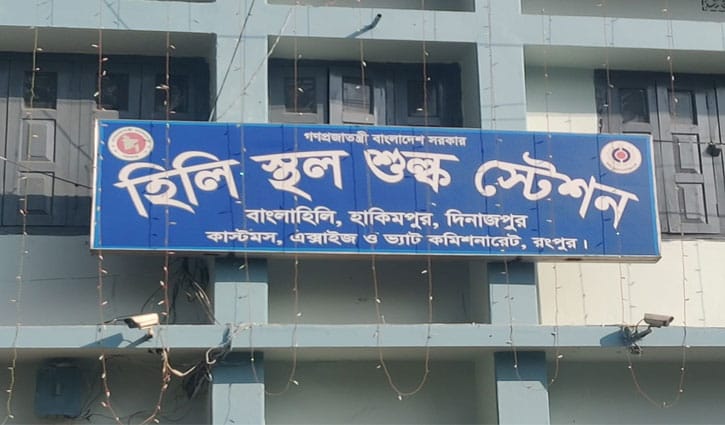 গণপ্রজাতন্ত্রী বাংলাদেশ সরকার
হিলি স্থল শুল্ক স্টেশন
বাংলাহিলি, হাকিমপুর, দিনাজপুর
কাস্টমস, এক্সাইজ ও ভ্যাট কমিশনারেট, রংপুর।